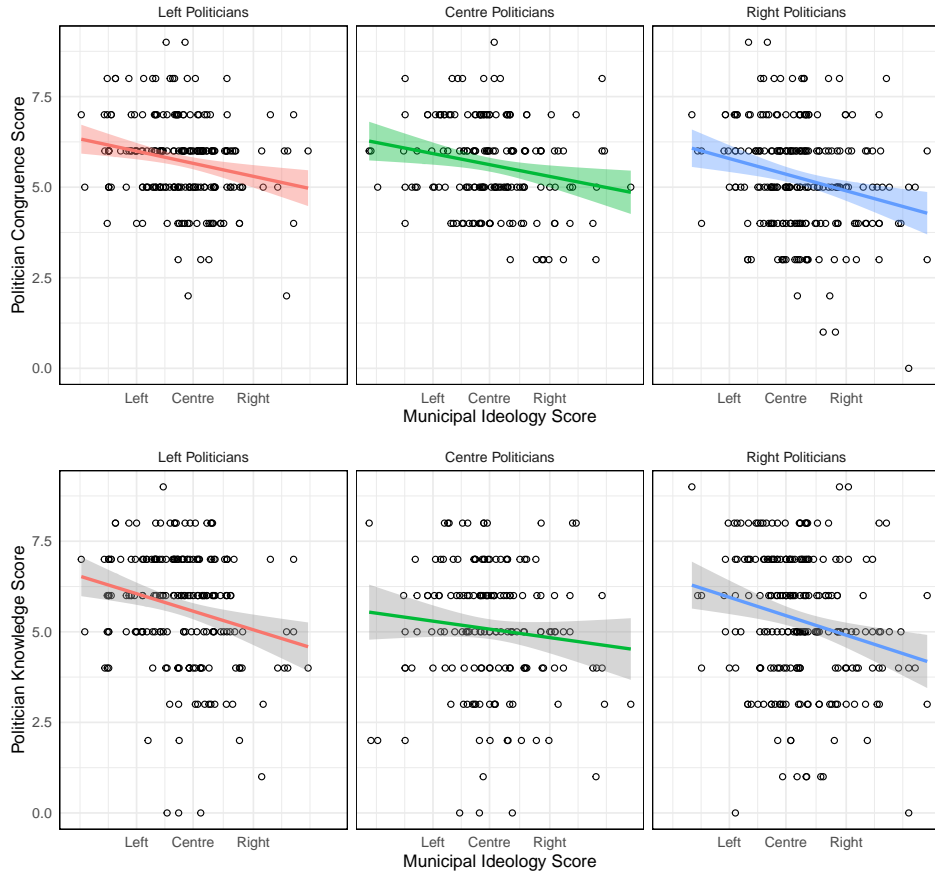 Left Politicians Centre Politicians Right Politicians
Politician Congruence Score
7.5
5.0
2.5
0.0
Left Centre Right Left Centre Right Left Centre Right
Municipal Ideology Score
Left Politicians Centre Politicians Right Politicians
Politician Knowledge Score
7.5
5.0
2.5
0.0
Left Centre Right Left Centre Right Left Centre Right
Municipal Ideology Score